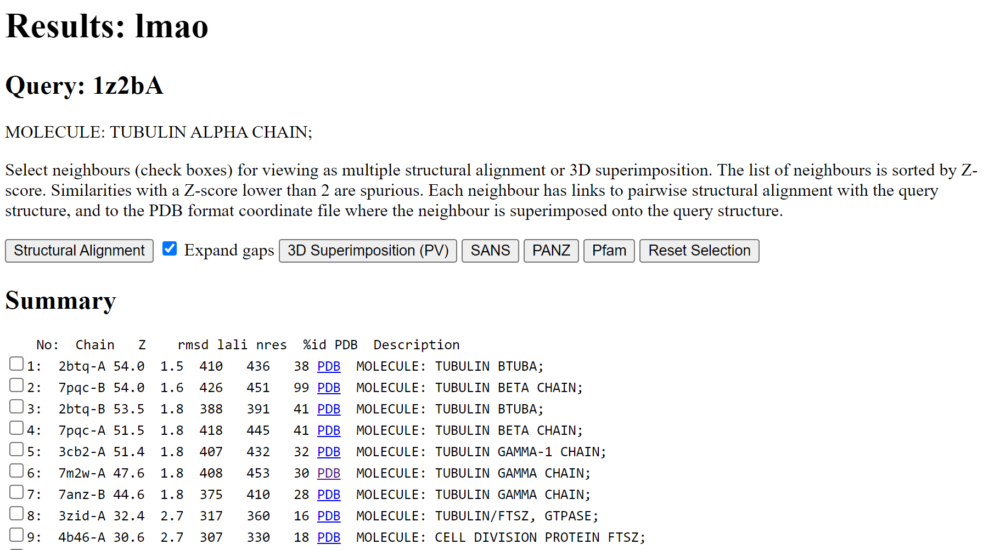 Results: lmao
Query: 1z2bA
MOLECULE: TUBULIN ALPHA CHAIN;
Select neighbours (check boxes) for viewing as multiple structural alignment or 3D superimposition. The list of neighbours is sorted by Z-
score. Similarities with a Z-score lower than 2 are spurious. Each neighbour has links to pairwise structural alignment with the query
structure, and to the PDB format coordinate file where the neighbour is superimposed onto the query structure.
Structural Alignment Expand gaps 3D Superimposition (PV) SANS PANZ Pfam Reset Selection
Summary
No: Chain Z rmsd lali nres %id PDB Description
1: 2btq-A 54.0 1.5 410 436 38 PDB MOLECULE: TUBULIN BTUBA;
2: 7pqc-B 54.0 1.6 426 451 99 PDB MOLECULE: TUBULIN BETA CHAIN;
3: 2btq-B 53.5 1.8 388 391 41 PDB MOLECULE: TUBULIN BTUBA;
4: 7pqc-A 51.5 1.8 418 445 41 PDB MOLECULE: TUBULIN BETA CHAIN;
5: 3cb2-A 51.4 1.8 407 432 32 PDB MOLECULE: TUBULIN GAMMA-1 CHAIN;
6: 7m2w-A 47.6 1.8 408 453 30 PDB MOLECULE: TUBULIN GAMMA CHAIN;
7: 7anz-B 44.6 1.8 375 410 28 PDB MOLECULE: TUBULIN GAMMA CHAIN;
8: 3zid-A 32.4 2.7 317 360 16 PDB MOLECULE: TUBULIN/FTSZ, GTPASE;
9: 4b46-A 30.6 2.7 307 330 18 PDB MOLECULE: CELL DIVISION PROTEIN FTSZ;